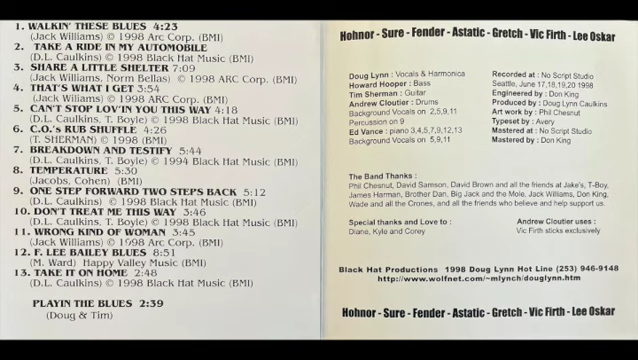 1. WALKIN' THESE BLUES 4:23
(Jack Williams) © 1998 Arc Corp. (BMI)
2. TAKE A RIDE IN MY AUTOMOBILE
(D.L. Caulkins) © 1998 Black Hat Music (BMI)
3. SHARE A LITTLE SHELTER 7:09
(Jack Williams, Norm Bellas) © 1998 ARC Corp. (BMI)
4. THAT'S WHAT I GET 3:54
(Jack Wiliams) © 1998 ARC Corp. (BMI)
5. CAN'T STOP LOV'IN YOU THIS WAY 4:18
(D.L. Caulkins, T. Boyle) © 1998 Black Hat Music (BMI)
6. C.O.'s RUB SHUFFLE 4:26
(T. SHERMAN) © 1998 (BMI)
7. BREAKDOWN AND TESTIFY 5:44
(D.L. Caulkins, T. Boyle) © 1994 Black Hat Music (BMI)
8. TEMPERATURE 5:30
(Jacobs, Cohen) (BMI)
9. ONE STEP FORWARD TWO STEPS BACK 5:12
(D.L. Caulkins) © 1998 Black Hat Music (BMI)
10. DON'T TREAT ME THIS WAY 3:46
(D.L. Caulkins, T. Boyle) © 1998 Black Hat Music (BMI)
11. WRONG KIND OF WOMAN 3:45
(Jack Williams) © 1998 Arc Corp. (BMI)
12. F. LEE BAILEY BLUES 8:51
(M. Ward) Happy Valley Music (BMI)
13. TAKE IT ON HOME 2:48
(D.L. Caulkins) © 1998 Black Hat Music (BMI)
PLAYIN THE BLUES 2:39
(Doug & Tim)
Hohnor - Sure - Fender - Astatic - Gretch - Vic Firth - Lee Oskar
Doug Lynn : Vocals & Harmonica
Howard Hooper : Bass
Tim Sherman : Guitar
Andrew Cloutier : Drums
Background Vocals on 2,5,9,11
Percussion on 9
Ed Vance : piano 3,4,5,7,9,12,13
Background Vocals on 5,9,11
Recorded at : No Script Studio
Seattle, June 17,18,19,20 1998
Engineered by : Don King
Produced by : Doug Lynn Caulkins
Art work by : Phil Chesnut
Typeset by : Avery
Mastered at : No Script Studio
Mastered by : Don King
The Band Thanks :
Phil Chesnut, David Samson, David Brown and all the friends at Jake's, T-Boy,
James Harman, Brother Dan, Big Jack and the Mole, Jack Williams, Don King,
Wade and all the Crones, and all the friends who believe and help support us.
Special thanks and Love to :
Diane, Kyle and Corey
Andrew Cloutier uses :
Vic Firth sticks exclusively
Black Hat Productions 1998 Doug Lynn Hot Line (253) 946-9148
http://www.wolfnet.com/~mlynch/douglynn.htm
Hohnor - Sure - Fender - Astatic - Gretch - Vic Firth - Lee Oskar